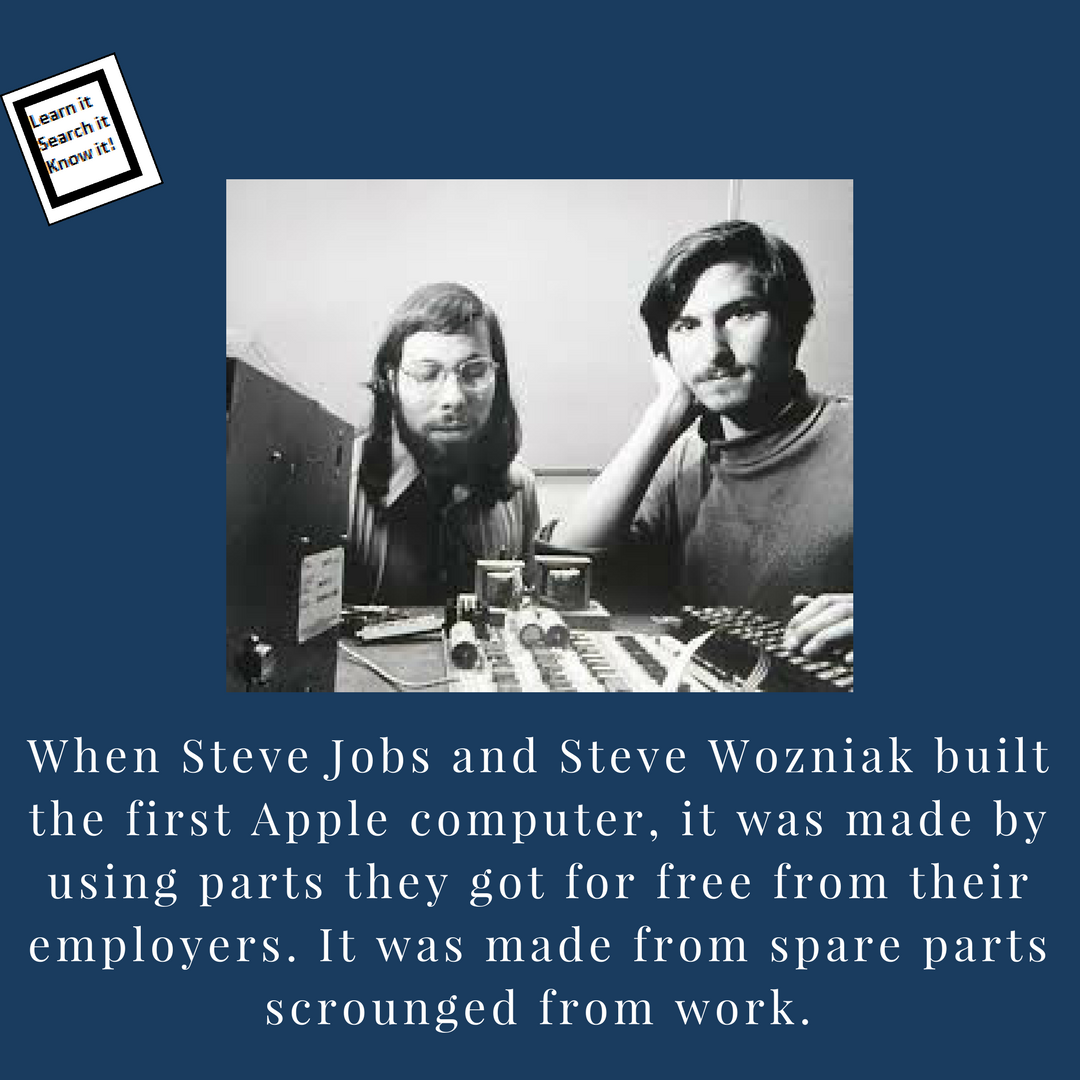 Learn it
Search it
Know it!
When Steve Jobs and Steve Wozniak built
the first Apple computer, it was made by
using parts they got for free from their
employers. It was made from spare parts
scrounged from work.